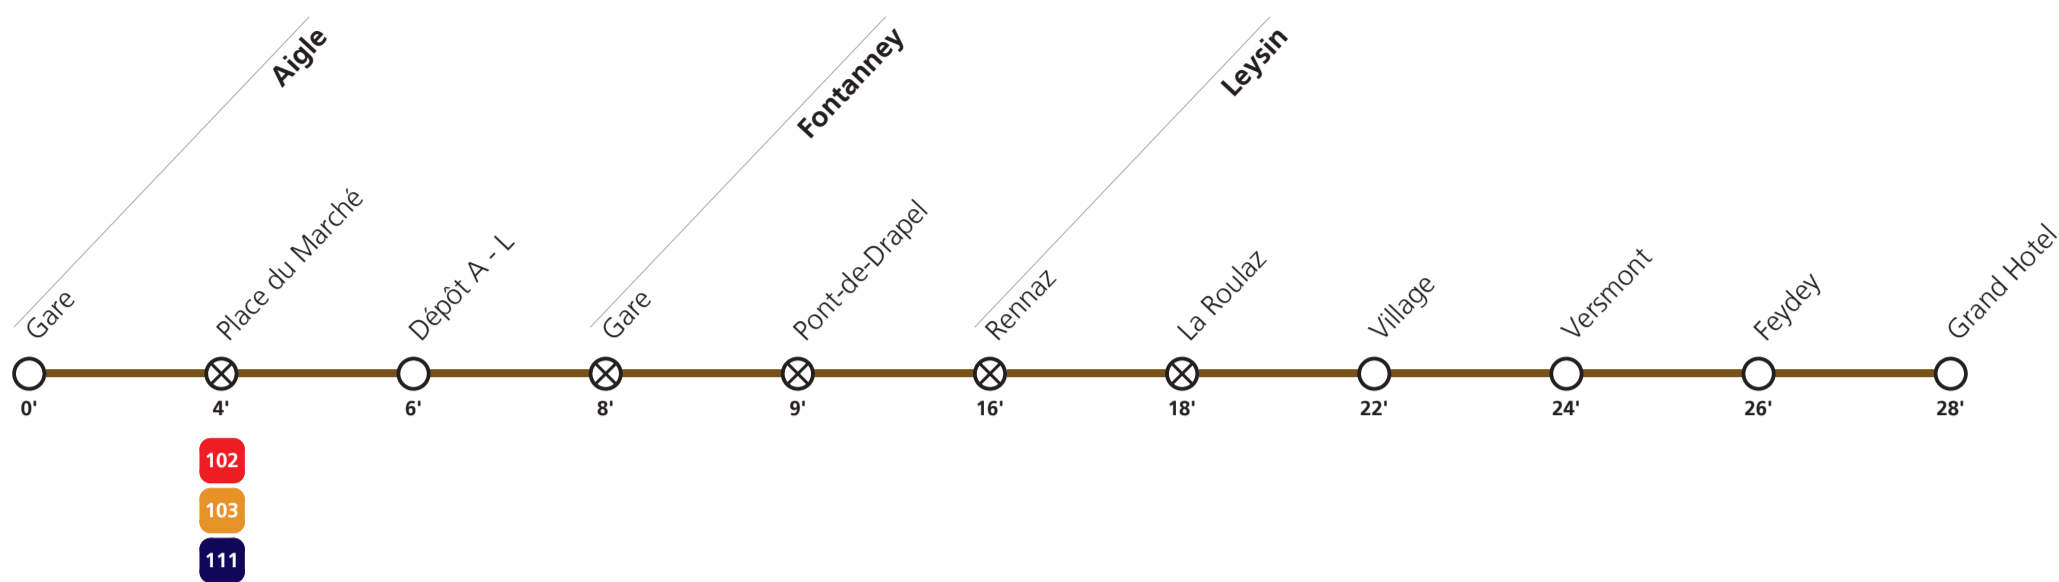 Aigle
Fontanney
Leysin
Gare
Place du Marché
Dépôt A - L
Gare
Pont-de-Drapel
Rennaz
La Roulaz
Village
Versmont
Feydey
Grand Hotel
0'
4'
6'
8'
9'
16'
18'
22'
24'
26'
28'
102
103
111